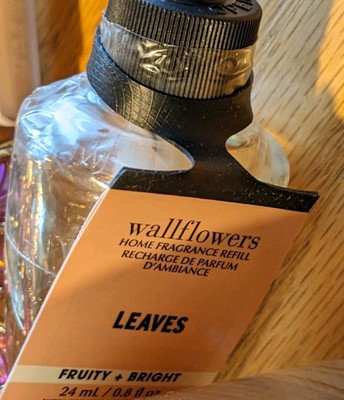 wallflowers
HOME FRAGRANCE REFILL
RECHARGE DE PARFUM
D'AMBIANCE
LEAVES
FRUITY + BRIGHT
24 mL / 0.8 fl oz